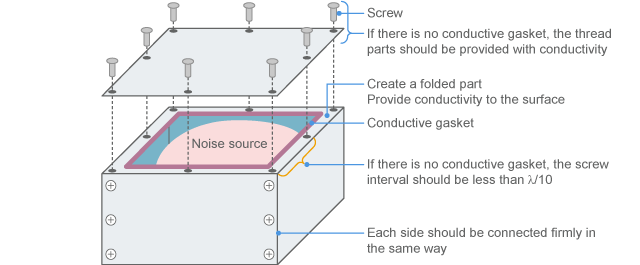 Screw
If there is no conductive gasket, the thread
parts should be provided with conductivity
Create a folded part
Provide conductivity to the surface
Conductive gasket
Noise source
If there is no conductive gasket, the screw
interval should be less than λ/10
Each side should be connected firmly in
the same way